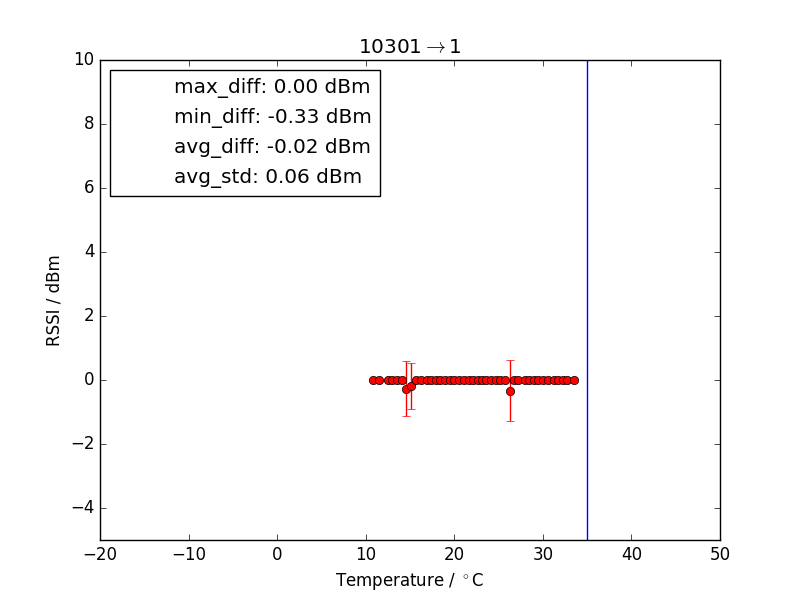 10301→1
max_diff: 0.00 dBm
min_diff: -0.33 dBm
avg_diff: -0.02 dBm
avg_std: 0.06 dBm
10
8
6
4
2
0
−2
−4
RSSI / dBm
−20 −10 0 10 20 30 40 50
Temperature / °C